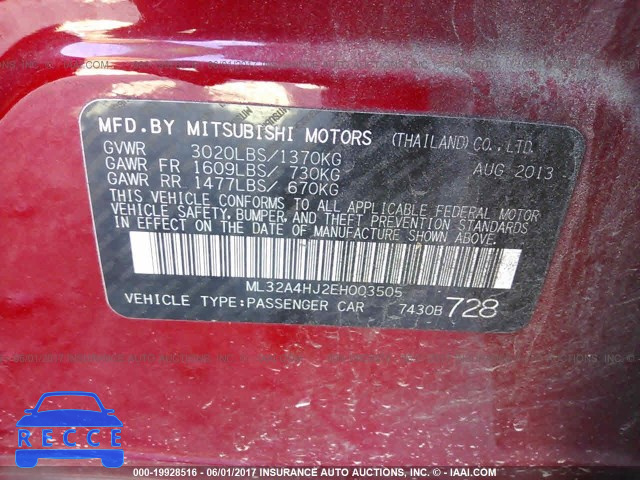 MFD.BY MITSUBISHI MOTORS (THAILAND) CO.,LTD.
GVWR 3020LBS/1370KG AUG 2013
GAWR FR 1609LBS/ 730KG
GAWR RR 1477LBS/ 670KG
THIS VEHICLE CONFORMS TO ALL APPLICABLE FEDERAL MOTOR
VEHICLE SAFETY, BUMPER, AND THEFT PREVENTION STANDARDS
IN EFFECT ON THE DATE OF MANUFACTURE SHOWN ABOVE.
ML32A4HJ2EH003505
VEHICLE TYPE:PASSENGER CAR 7430B 728
000-19928516 - 06/01/2017 - INSURANCE AUTO AUCTIONS, INC. - © - IAAI.COM